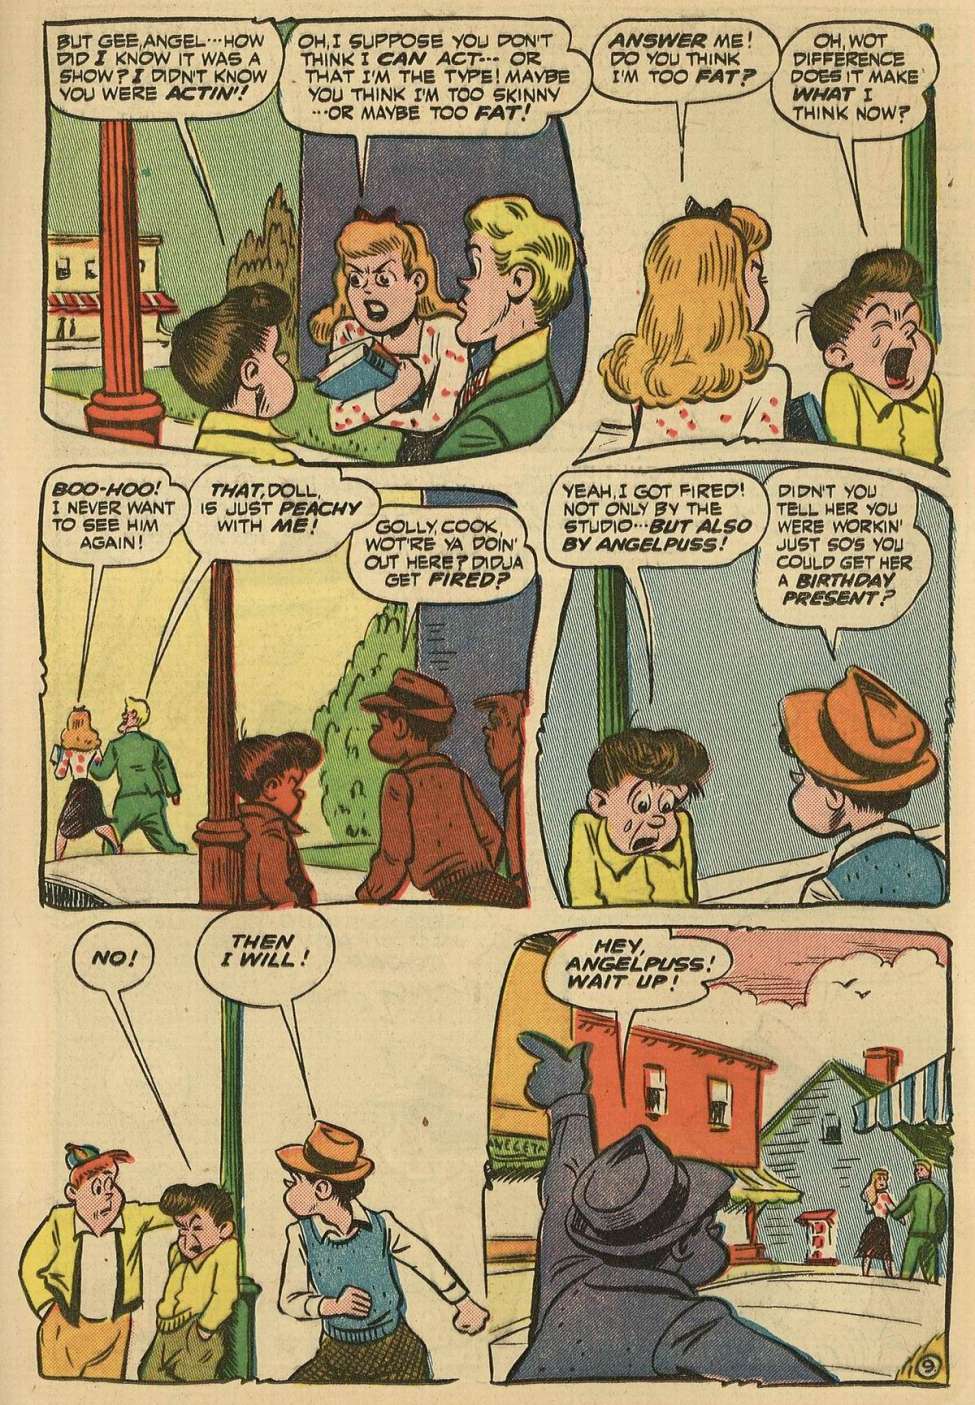 BUT GEE, ANGEL···HOW
DID I KNOW IT WAS A
SHOW? I DIDN'T KNOW
YOU WERE ACTIN'!
OH, I SUPPOSE YOU DON'T
THINK I CAN ACT··· OR
THAT I'M THE TYPE! MAYBE
YOU THINK I'M TOO SKINNY
···OR MAYBE TOO FAT!
ANSWER ME!
DO YOU THINK
I'M TOO FAT?
OH, WOT
DIFFERENCE
DOES IT MAKE
WHAT I
THINK NOW?
BOO-HOO!
I NEVER WANT
TO SEE HIM
AGAIN!
THAT, DOLL,
IS JUST PEACHY
WITH ME!
GOLLY, COOK,
WOT'RE YA DOIN'
OUT HERE? DIDJA
GET FIRED?
YEAH, I GOT FIRED!
NOT ONLY BY THE
STUDIO···BUT ALSO
BY ANGELPUSS!
DIDN'T YOU
TELL HER YOU
WERE WORKIN'
JUST SO'S YOU
COULD GET HER
A BIRTHDAY
PRESENT?
NO!
THEN
I WILL!
HEY,
ANGELPUSS!
WAIT UP!
VEGETA
9